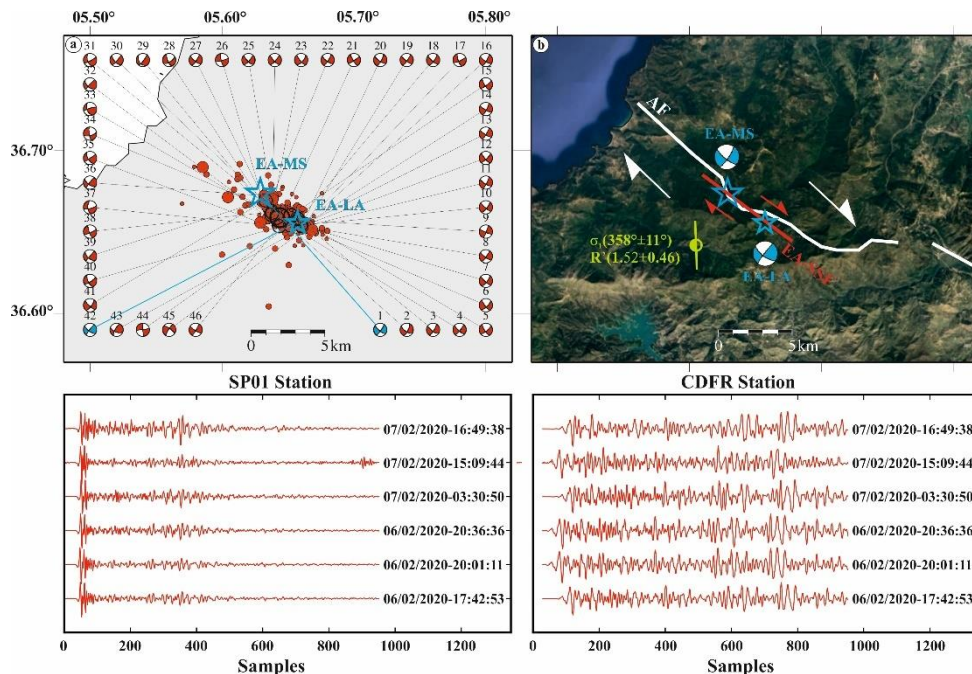 05.50° 05.60° 05.70° 05.80°
a
31 30 29 28 27 26 25 24 23 22 21 20 19 18 17 16
32 15
33 14
34 13
35 12
36.70°
36 11
37 10
38 9
39 8
40 7
41 6
36.60°
42 43 44 45 46 1 2 3 4 5
EA-MS
EA-LA
0 5km
b
AF
EA-MS
EA-LA
σ₁(358°±11°)
R'(1.52±0.46)
0 5km
SP01 Station
07/02/2020-16:49:38
07/02/2020-15:09:44
07/02/2020-03:30:50
06/02/2020-20:36:36
06/02/2020-20:01:11
06/02/2020-17:42:53
0 200 400 600 800 1000 1200
Samples
CDFR Station
07/02/2020-16:49:38
07/02/2020-15:09:44
07/02/2020-03:30:50
06/02/2020-20:36:36
06/02/2020-20:01:11
06/02/2020-17:42:53
0 200 400 600 800 1000 1200
Samples